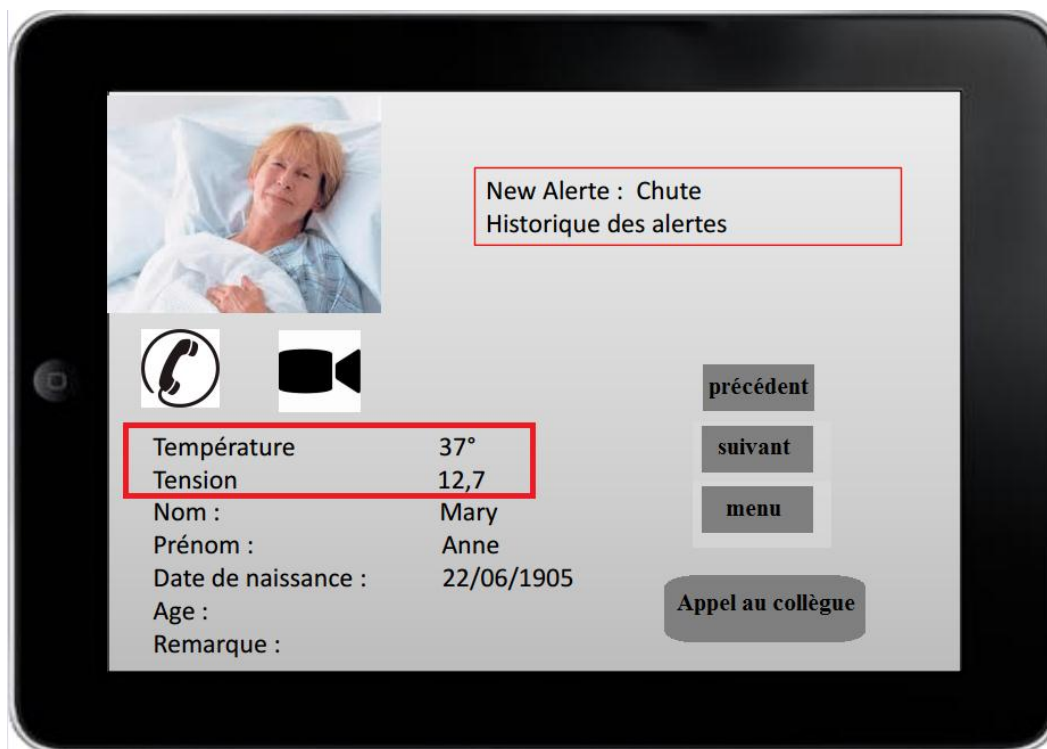 New Alerte : Chute
Historique des alertes
précédent
suivant
menu
Température 37°
Tension 12,7
Nom : Mary
Prénom : Anne
Date de naissance : 22/06/1905
Age :
Remarque :
Appel au collègue